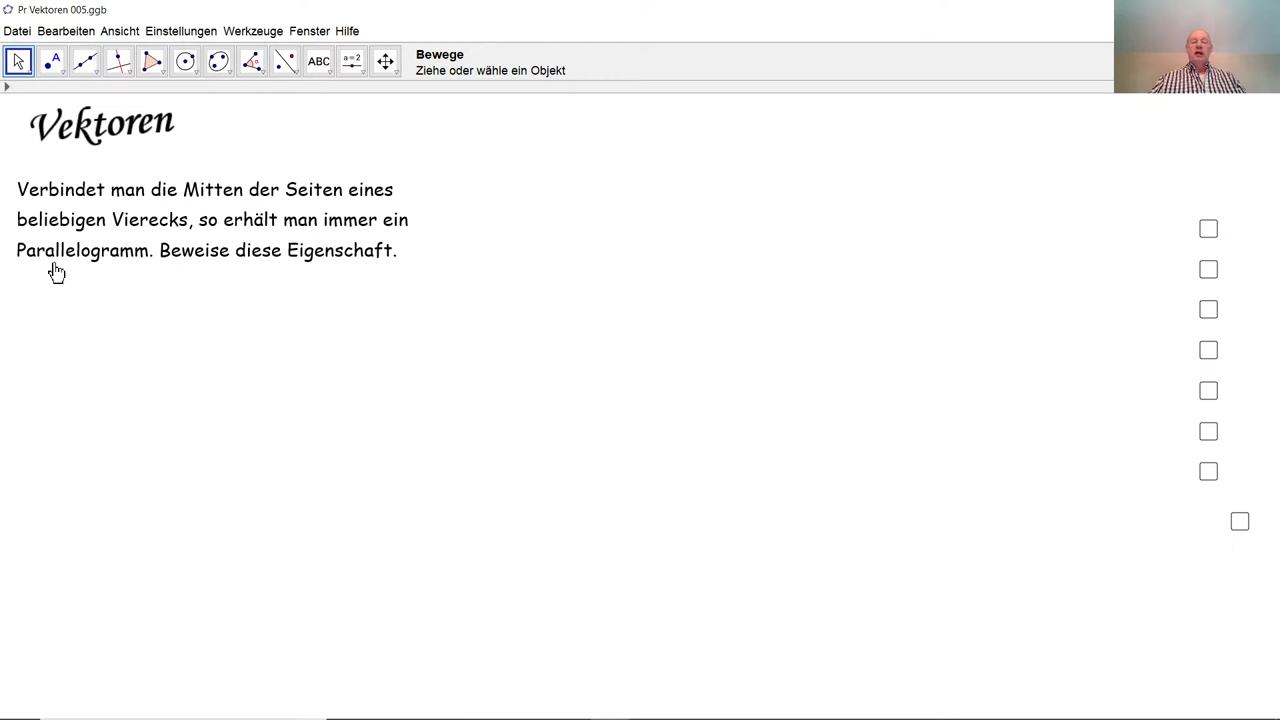 Pr Vektoren 005.ggb
Datei Bearbeiten Ansicht Einstellungen Werkzeuge Fenster Hilfe
A
ABC
a=2
Bewege
Ziehe oder wähle ein Objekt
Vektoren
Verbindet man die Mitten der Seiten eines
beliebigen Vierecks, so erhält man immer ein
Parallelogramm. Beweise diese Eigenschaft.